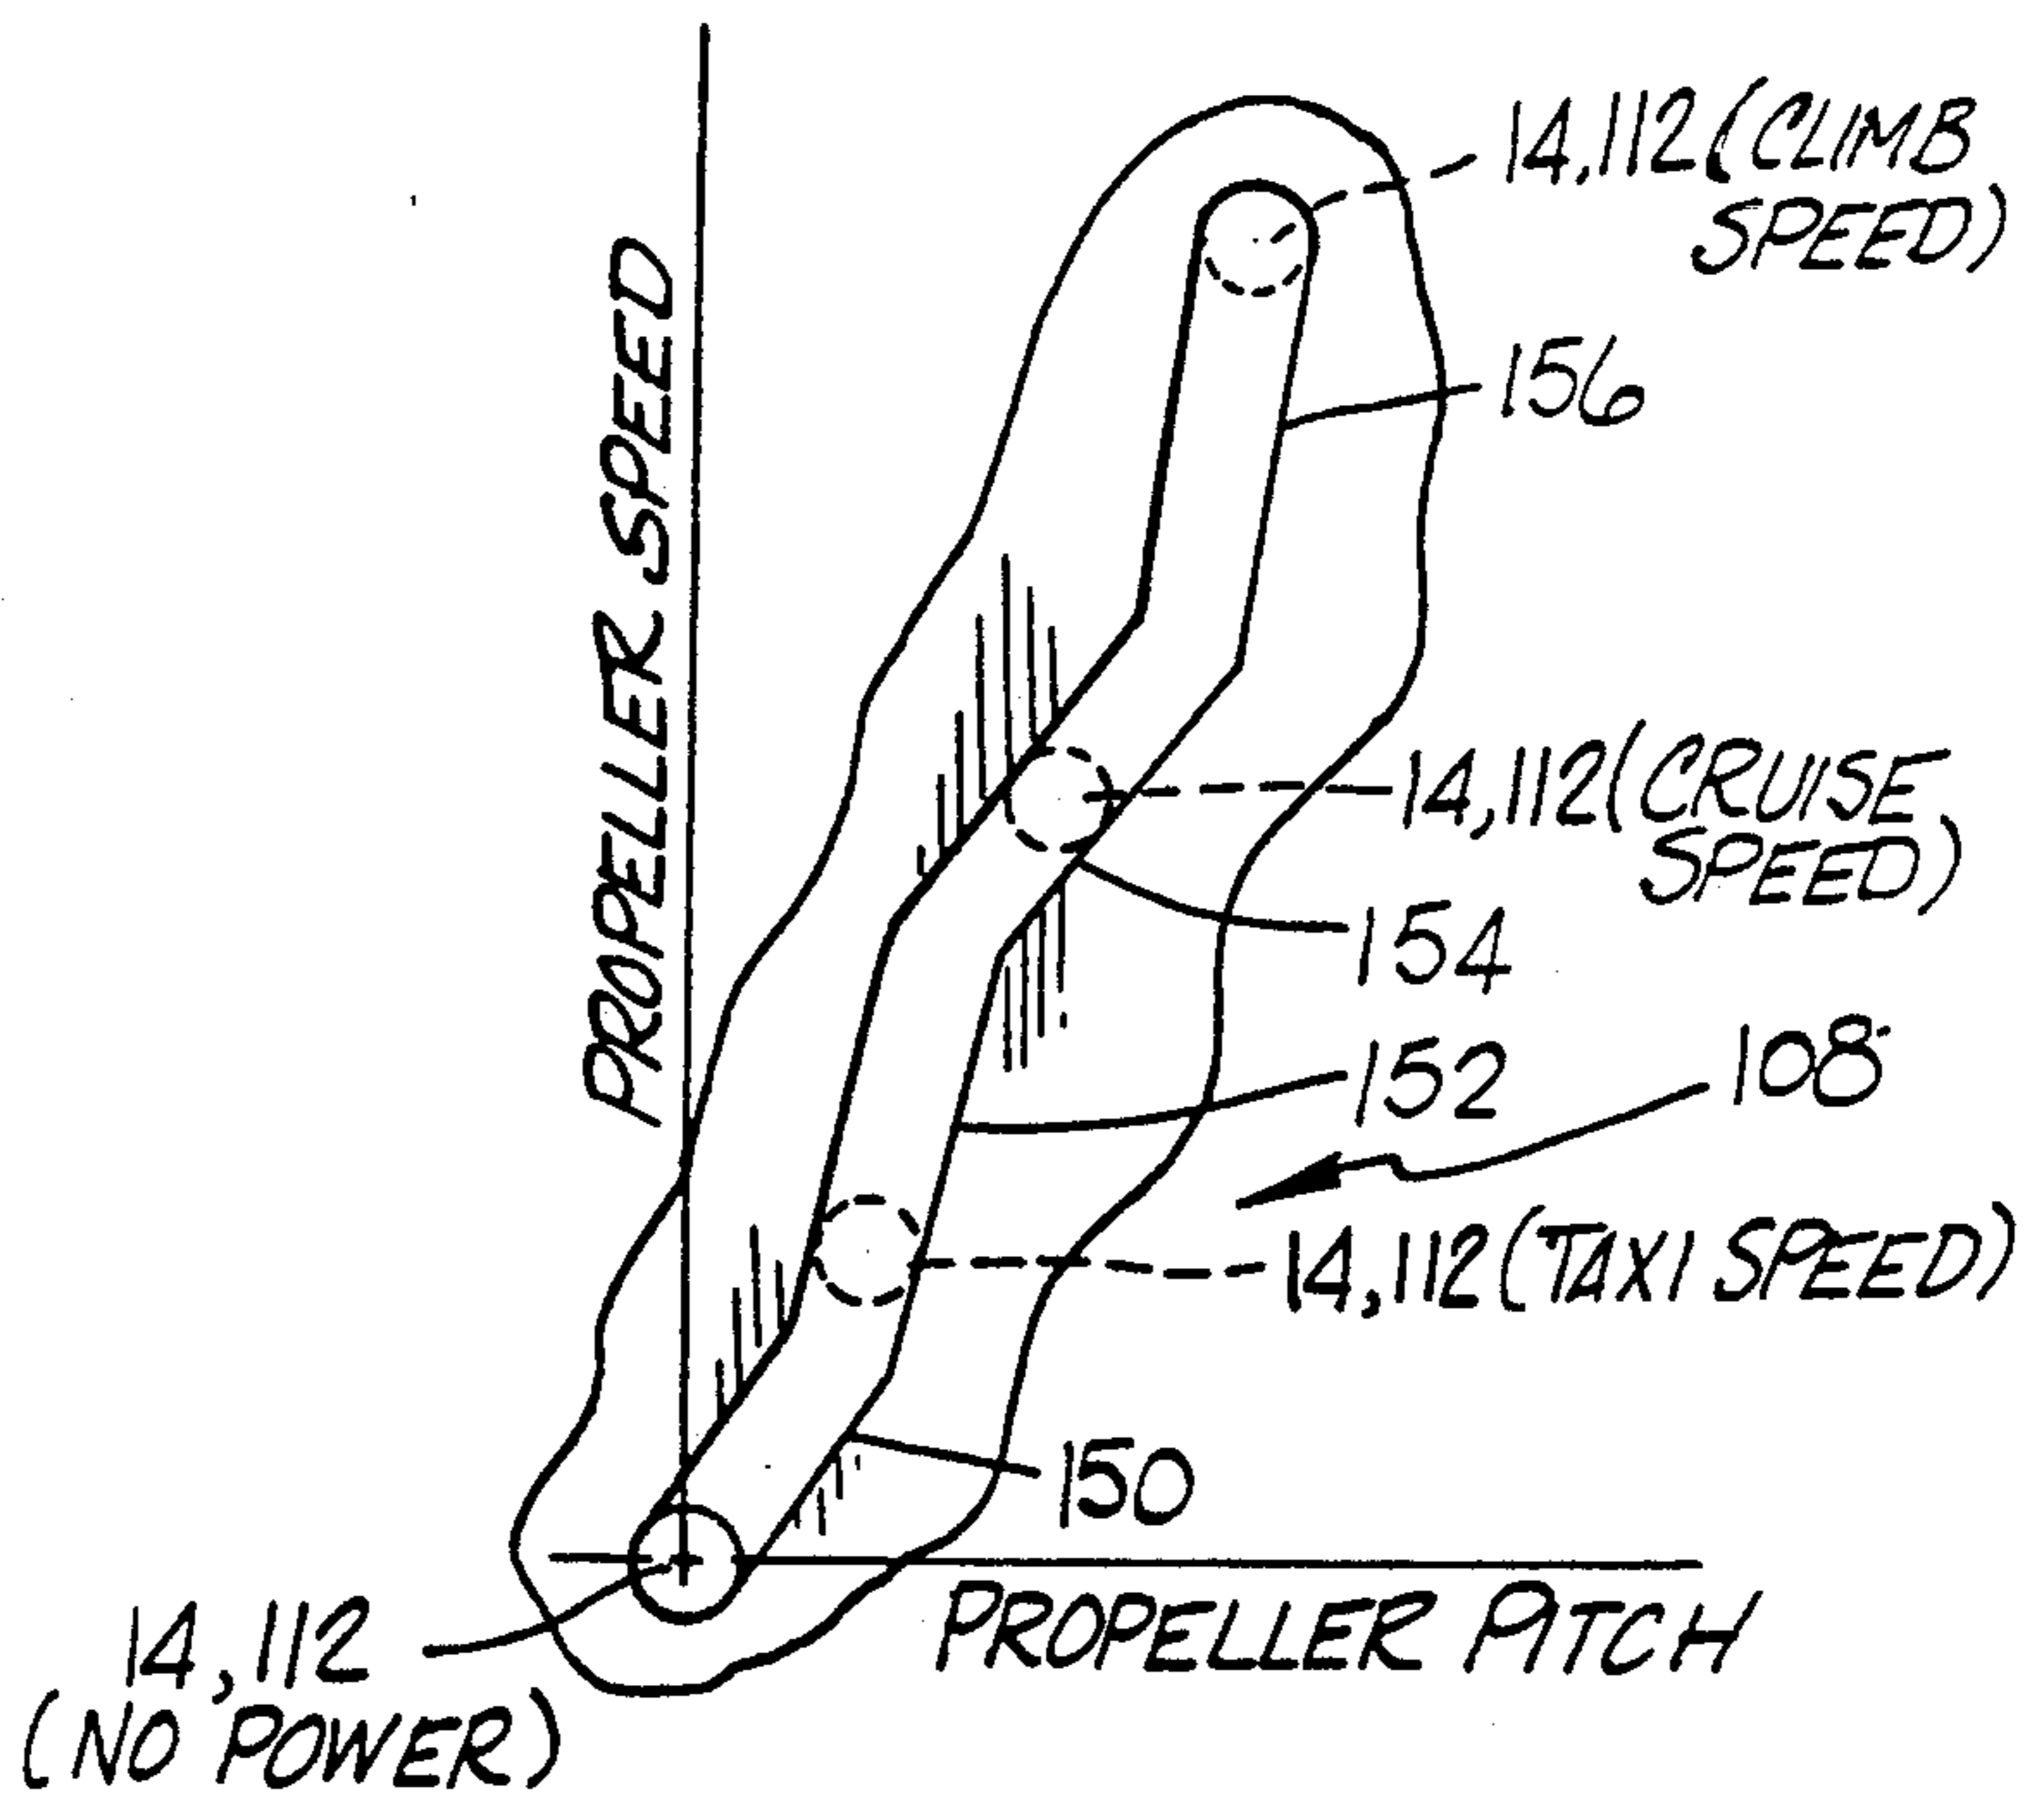 14,112 (CLIMB
SPEED)
PROPELLER SPEED
156
14,112 (CRUISE
SPEED)
154
152
108
14,112 (TAXI SPEED)
150
PROPELLER PITCH
14,112
(NO POWER)